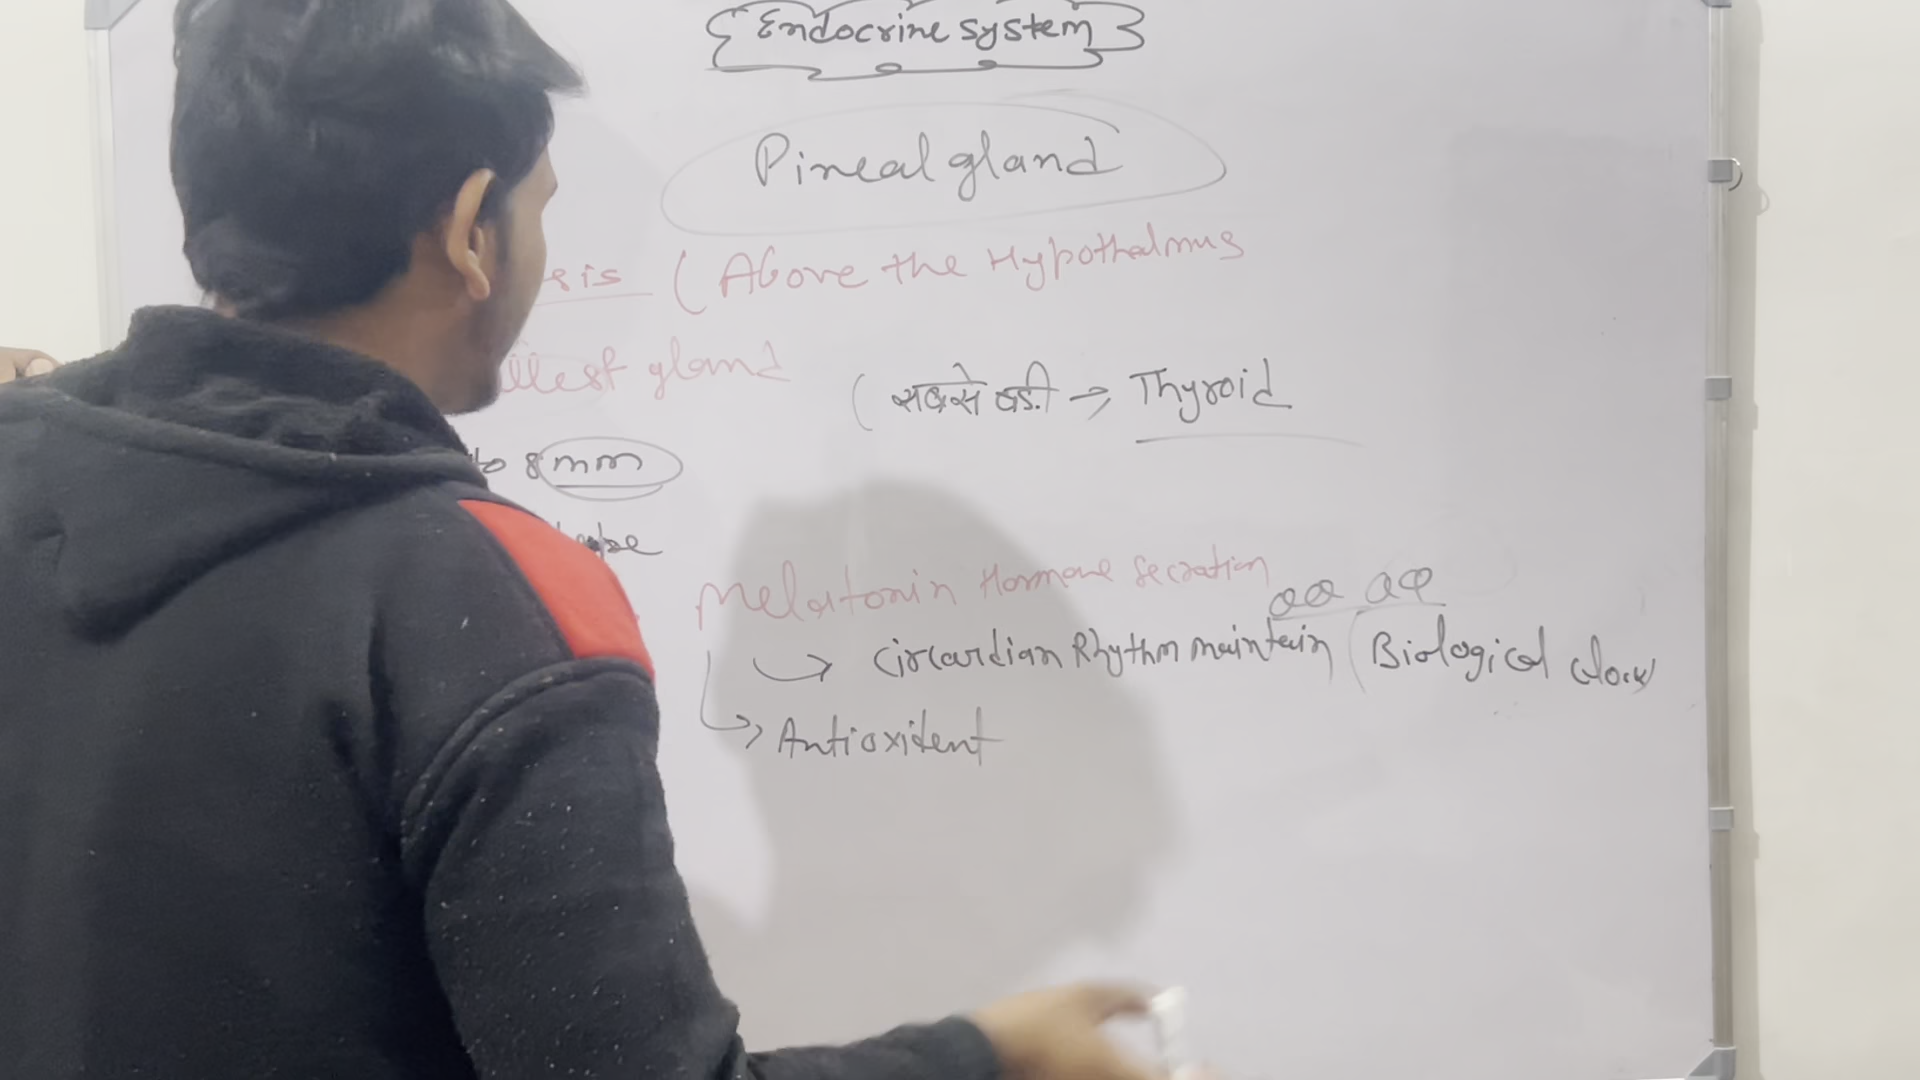 Endocrine system
Pineal gland
(Above the Hypothalmus
gland (सबसे बडी → Thyroid
to 8 mm
Melatonin Hormone Secration
→ Circardian Rhythm maintain (Biological clock
→ Antioxident